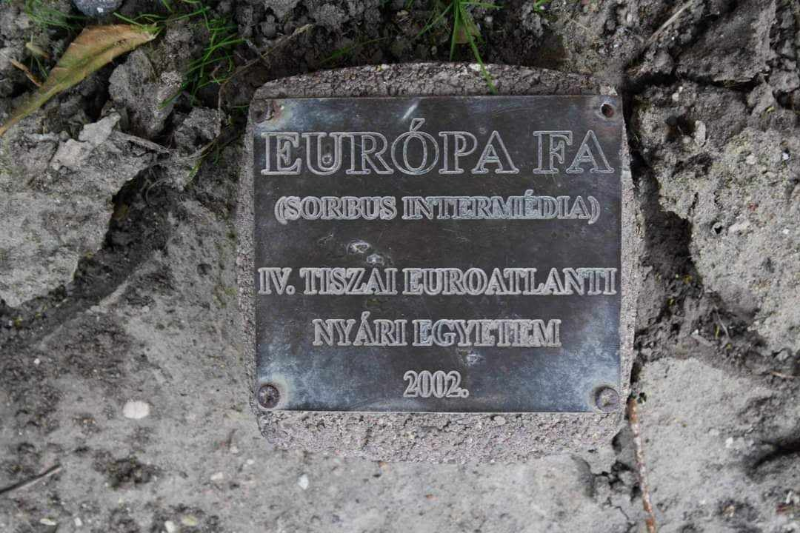 EURÓPA FA
(SORBUS INTERMÉDIA)
IV. TISZAI EUROATLANTI
NYÁRI EGYETEM
2002.